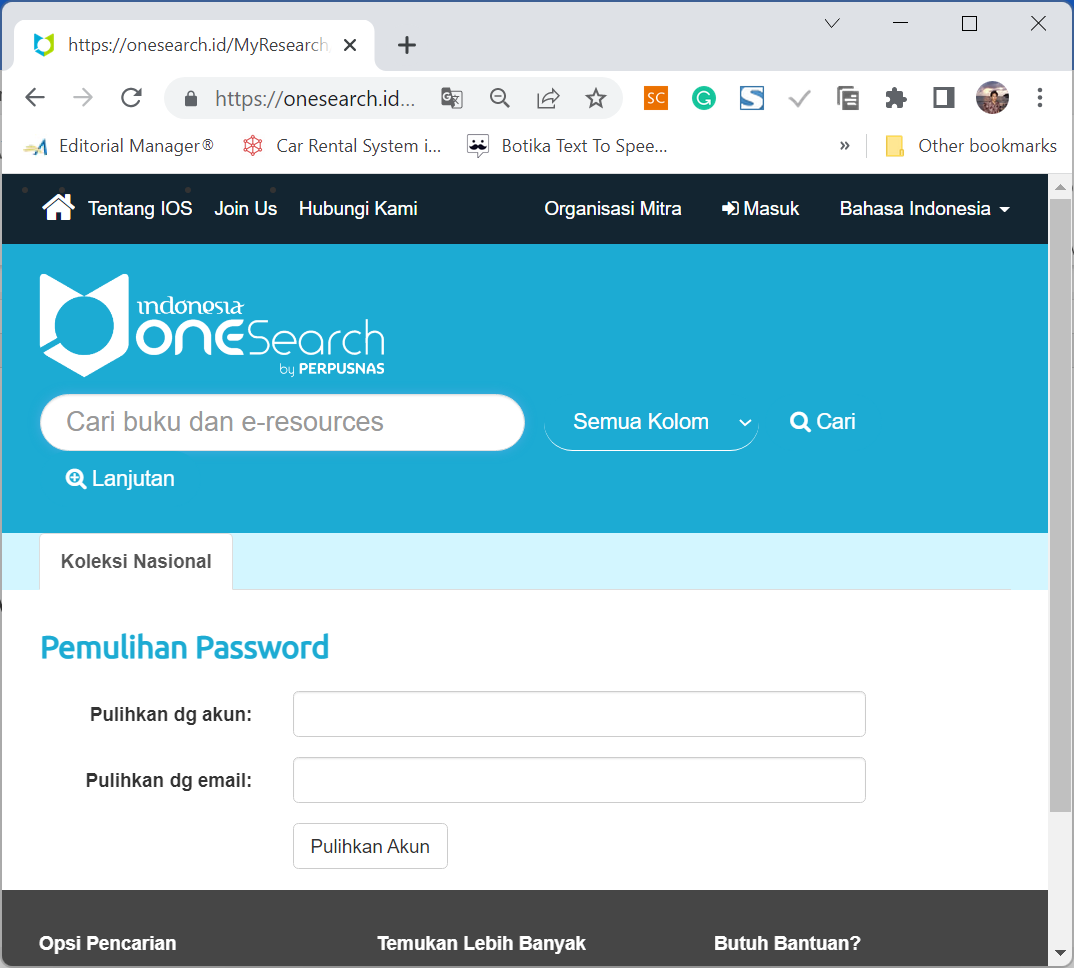 https://onesearch.id/MyResearch
https://onesearch.id...
SC
G
S
Editorial Manager® Car Rental System i... Botika Text To Spee... » Other bookmarks
Tentang IOS Join Us Hubungi Kami Organisasi Mitra Masuk Bahasa Indonesia
indonesia
oneSearch
by PERPUSNAS
Cari buku dan e-resources Semua Kolom Cari
Lanjutan
Koleksi Nasional
Pemulihan Password
Pulihkan dg akun:
Pulihkan dg email:
Pulihkan Akun
Opsi Pencarian Temukan Lebih Banyak Butuh Bantuan?